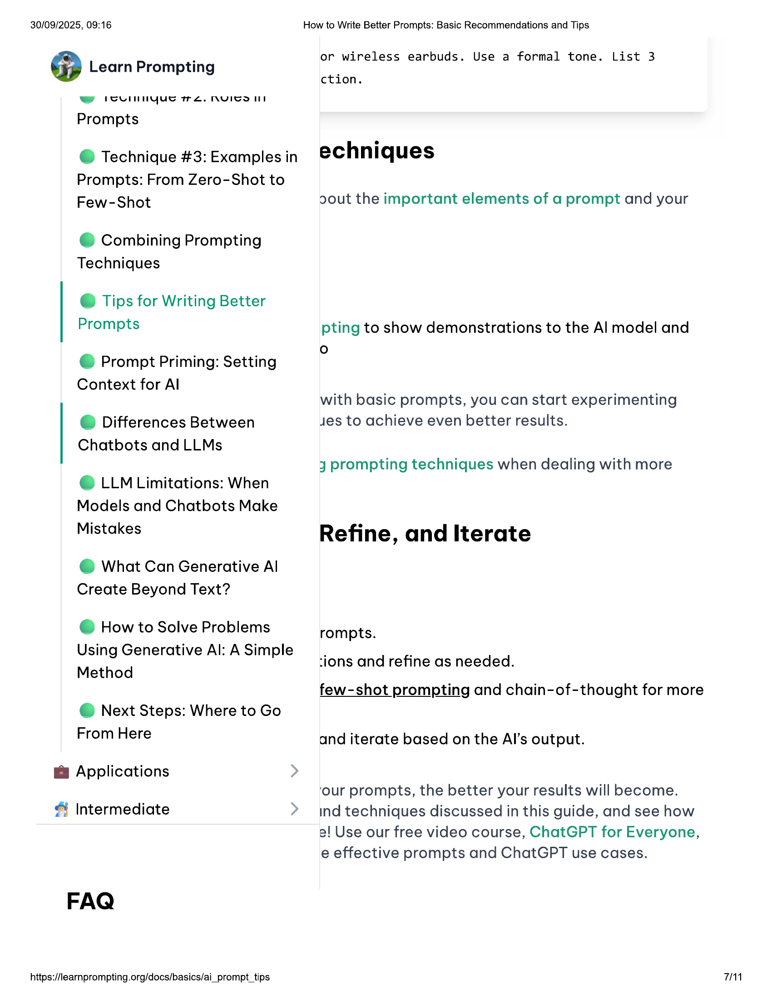 30/09/2025, 09:16
How to Write Better Prompts: Basic Recommendations and Tips
Learn Prompting
Technique #2: Roles in
Prompts
Technique #3: Examples in
Prompts: From Zero-Shot to
Few-Shot
Combining Prompting
Techniques
Tips for Writing Better
Prompts
Prompt Priming: Setting
Context for AI
Differences Between
Chatbots and LLMs
LLM Limitations: When
Models and Chatbots Make
Mistakes
What Can Generative AI
Create Beyond Text?
How to Solve Problems
Using Generative AI: A Simple
Method
Next Steps: Where to Go
From Here
Applications
Intermediate
or wireless earbuds. Use a formal tone. List 3
ction.
echniques
bout the important elements of a prompt and your
pting to show demonstrations to the AI model and
o
with basic prompts, you can start experimenting
ues to achieve even better results.
g prompting techniques when dealing with more
Refine, and Iterate
rompts.
tions and refine as needed.
few-shot prompting and chain-of-thought for more
and iterate based on the AI’s output.
your prompts, the better your results will become.
and techniques discussed in this guide, and see how
e! Use our free video course, ChatGPT for Everyone,
e effective prompts and ChatGPT use cases.
FAQ
https://learnprompting.org/docs/basics/ai_prompt_tips
7/11